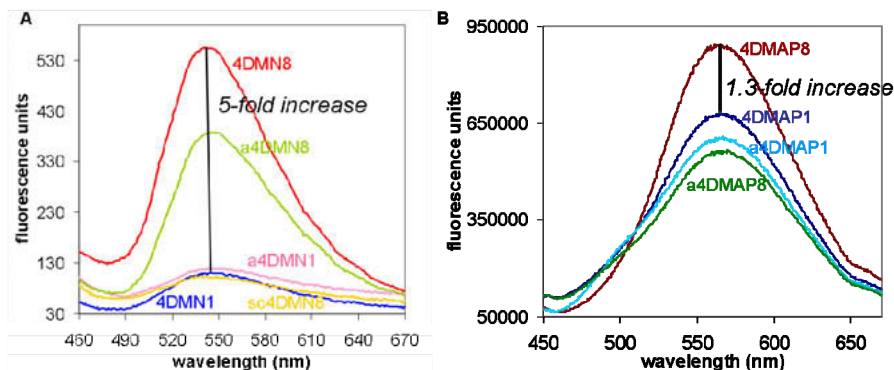 A
fluorescence units
530
430
330
230
130
30
4DMN8
5-fold increase
a4DMN8
a4DMN1
4DMN1
sc4DMN8
460 490 520 550 580 610 640 670
wavelength (nm)
B
fluorescence units
950000
650000
350000
50000
4DMAP8
1.3-fold increase
4DMAP1
a4DMAP1
a4DMAP8
450 500 550 600 650
wavelength (nm)